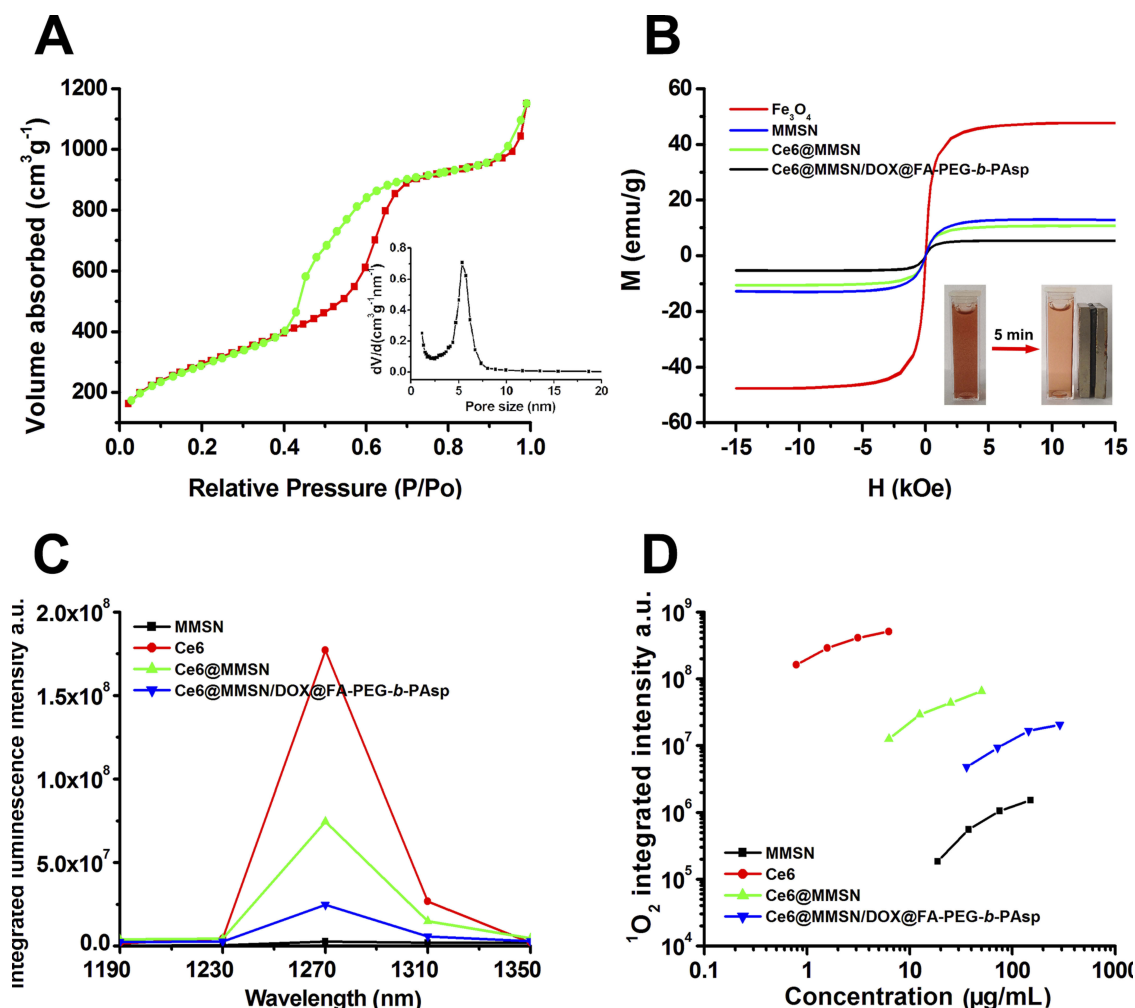 A
Volume absorbed (cm³g⁻¹)
1200
1000
800
600
400
200
0.0 0.2 0.4 0.6 0.8 1.0
Relative Pressure (P/Po)
dV/d(cm³g⁻¹nm⁻¹)
0.8
0.6
0.4
0.2
0.0
0 5 10 15 20
Pore size (nm)
B
M (emu/g)
60
40
20
0
-20
-40
-60
-15 -10 -5 0 5 10 15
H (kOe)
Fe₃O₄
MMSN
Ce6@MMSN
Ce6@MMSN/DOX@FA-PEG-b-PAsp
5 min
C
Integrated luminescence intensity a.u.
2.0x10⁸
1.5x10⁸
1.0x10⁸
5.0x10⁷
0.0
1190 1230 1270 1310 1350
Wavelength (nm)
MMSN
Ce6
Ce6@MMSN
Ce6@MMSN/DOX@FA-PEG-b-PAsp
D
¹O₂ integrated intensity a.u.
10⁹
10⁸
10⁷
10⁶
10⁵
10⁴
0.1 1 10 100 1000
Concentration (µg/mL)
MMSN
Ce6
Ce6@MMSN
Ce6@MMSN/DOX@FA-PEG-b-PAsp